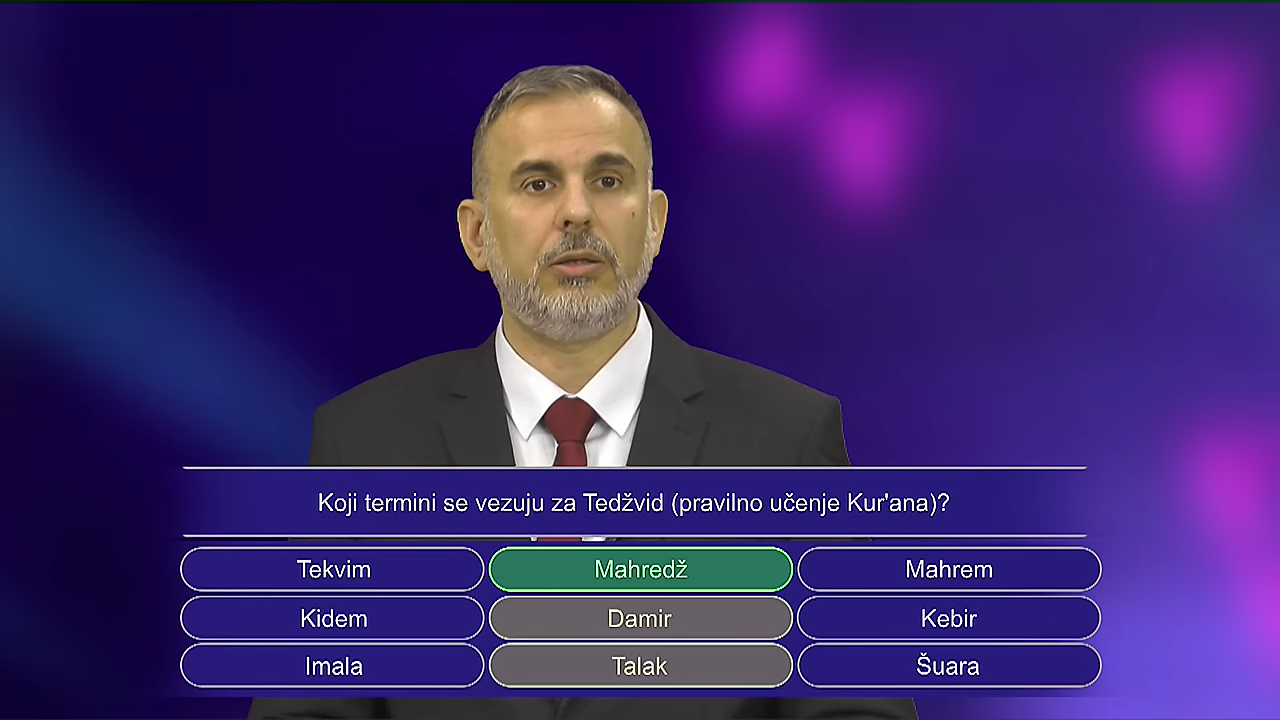 Koji termini se vezuju za Tedžvid (pravilno učenje Kur'ana)?
Tekvim Mahredž Mahrem
Kidem Damir Kebir
Imala Talak Šuara